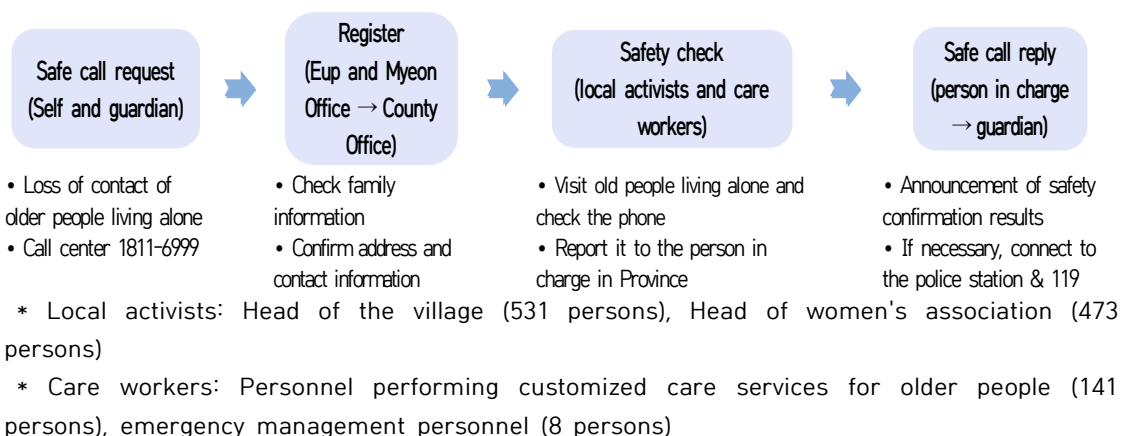 Safe call request
(Self and guardian)
Register
(Eup and Myeon
Office → County
Office)
Safety check
(local activists and care
workers)
Safe call reply
(person in charge
→ guardian)
• Loss of contact of
older people living alone
• Call center 1811-6999
• Check family
information
• Confirm address and
contact information
• Visit old people living alone and
check the phone
• Report it to the person in
charge in Province
• Announcement of safety
confirmation results
• If necessary, connect to
the police station & 119
* Local activists: Head of the village (531 persons), Head of women's association (473
persons)
* Care workers: Personnel performing customized care services for older people (141
persons), emergency management personnel (8 persons)